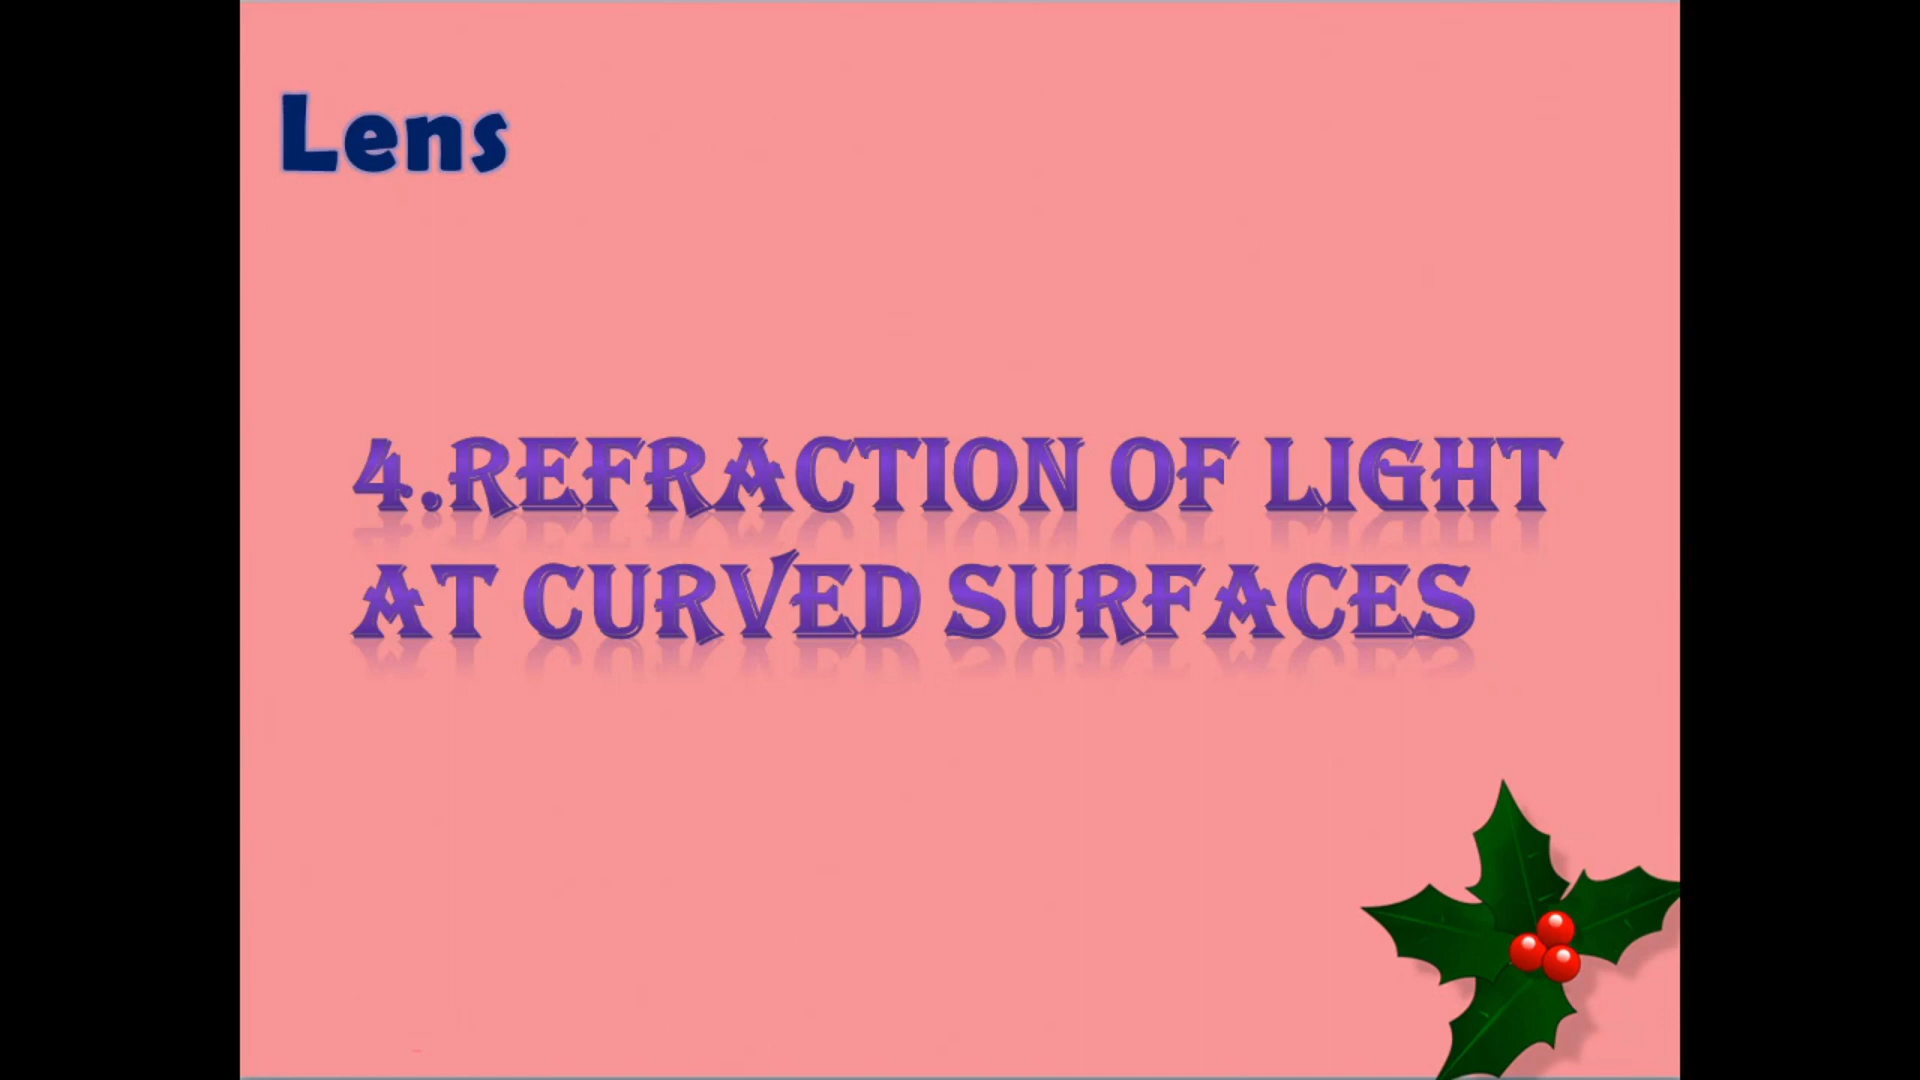 Lens
4.REFRACTION OF LIGHT
AT CURVED SURFACES